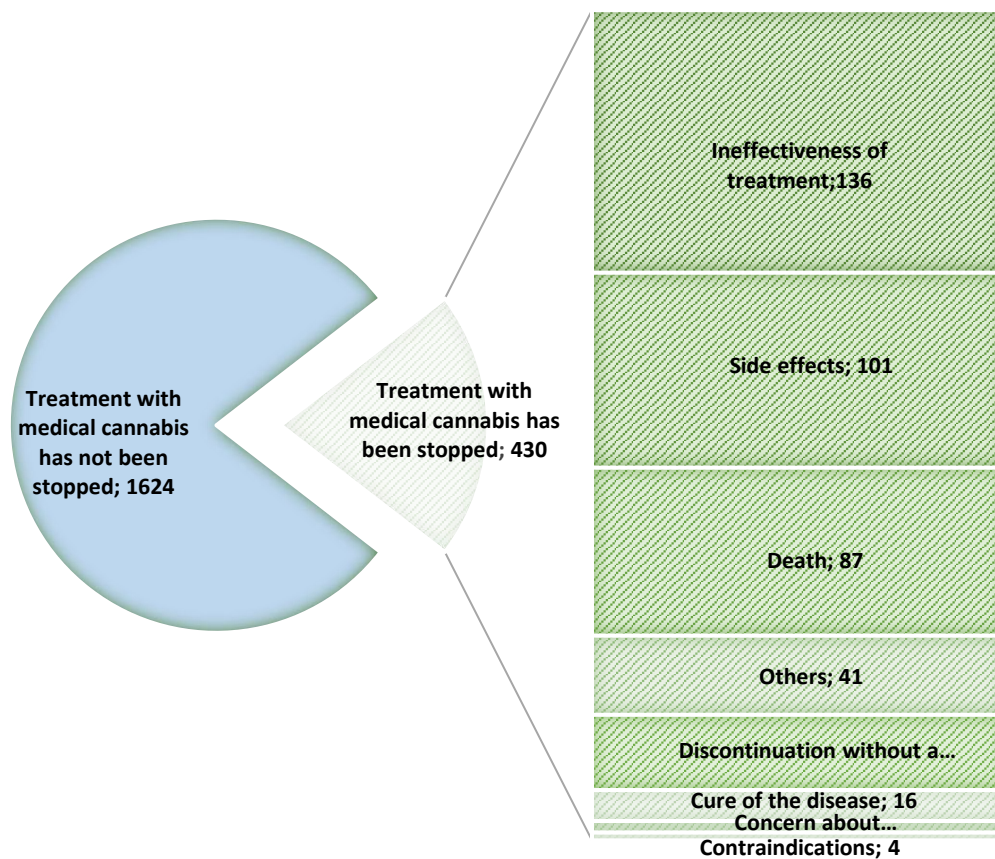 Treatment with
medical cannabis
has not been
stopped; 1624
Treatment with
medical cannabis has
been stopped; 430
Ineffectiveness of
treatment;136
Side effects; 101
Death; 87
Others; 41
Discontinuation without a...
Cure of the disease; 16
Concern about...
Contraindications; 4